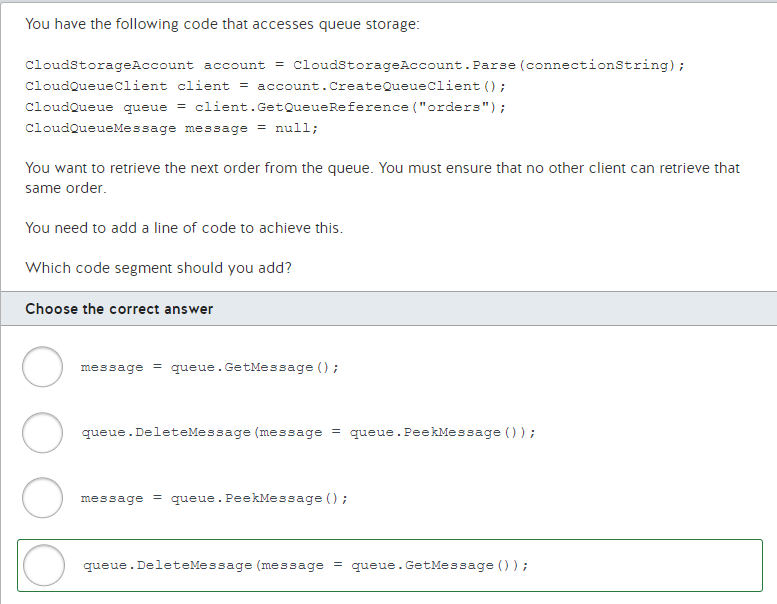 You have the following code that accesses queue storage:
CloudStorageAccount account = CloudStorageAccount.Parse(connectionString);
CloudQueueClient client = account.CreateQueueClient();
CloudQueue queue = client.GetQueueReference("orders");
CloudQueueMessage message = null;
You want to retrieve the next order from the queue. You must ensure that no other client can retrieve that
same order.
You need to add a line of code to achieve this.
Which code segment should you add?
Choose the correct answer
message = queue.GetMessage();
queue.DeleteMessage(message = queue.PeekMessage());
message = queue.PeekMessage();
queue.DeleteMessage(message = queue.GetMessage());